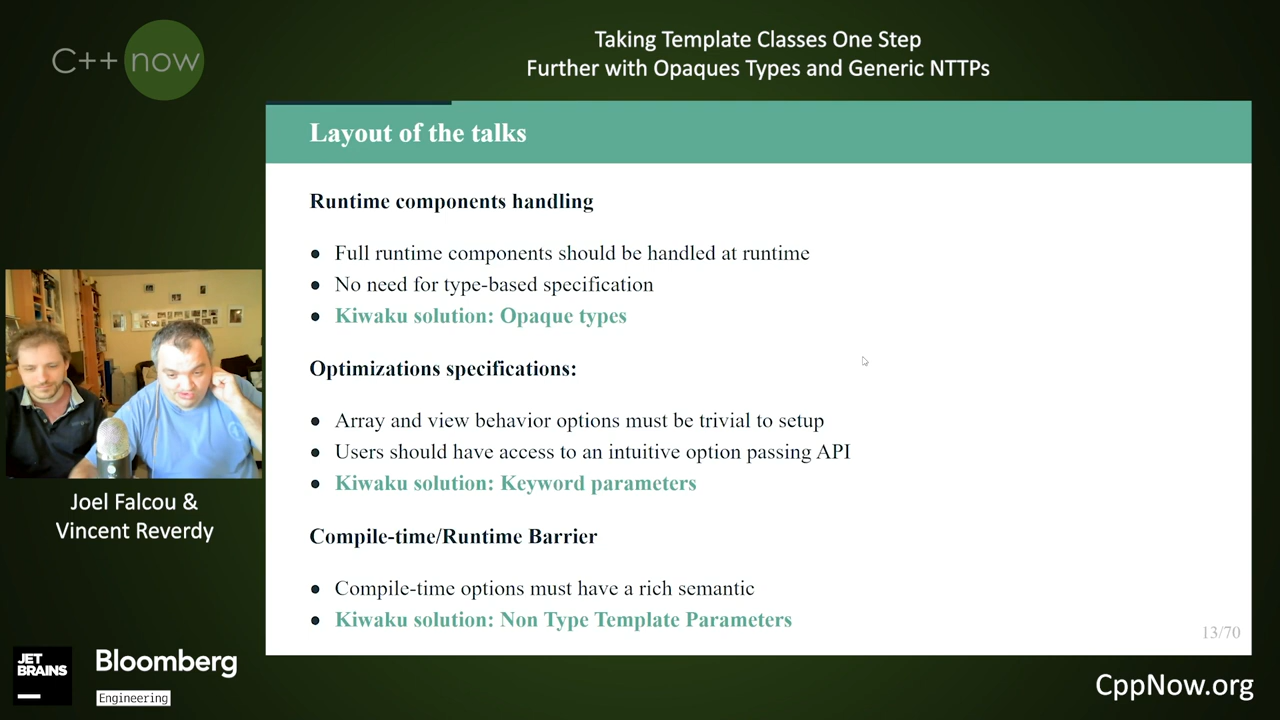 C++ now
Taking Template Classes One Step
Further with Opaques Types and Generic NTTPs
Layout of the talks
Runtime components handling
● Full runtime components should be handled at runtime
● No need for type-based specification
● Kiwaku solution: Opaque types
Optimizations specifications:
● Array and view behavior options must be trivial to setup
● Users should have access to an intuitive option passing API
● Kiwaku solution: Keyword parameters
Compile-time/Runtime Barrier
● Compile-time options must have a rich semantic
● Kiwaku solution: Non Type Template Parameters
13/70
Joel Falcou &
Vincent Reverdy
JET
BRAINS
Bloomberg
Engineering
CppNow.org